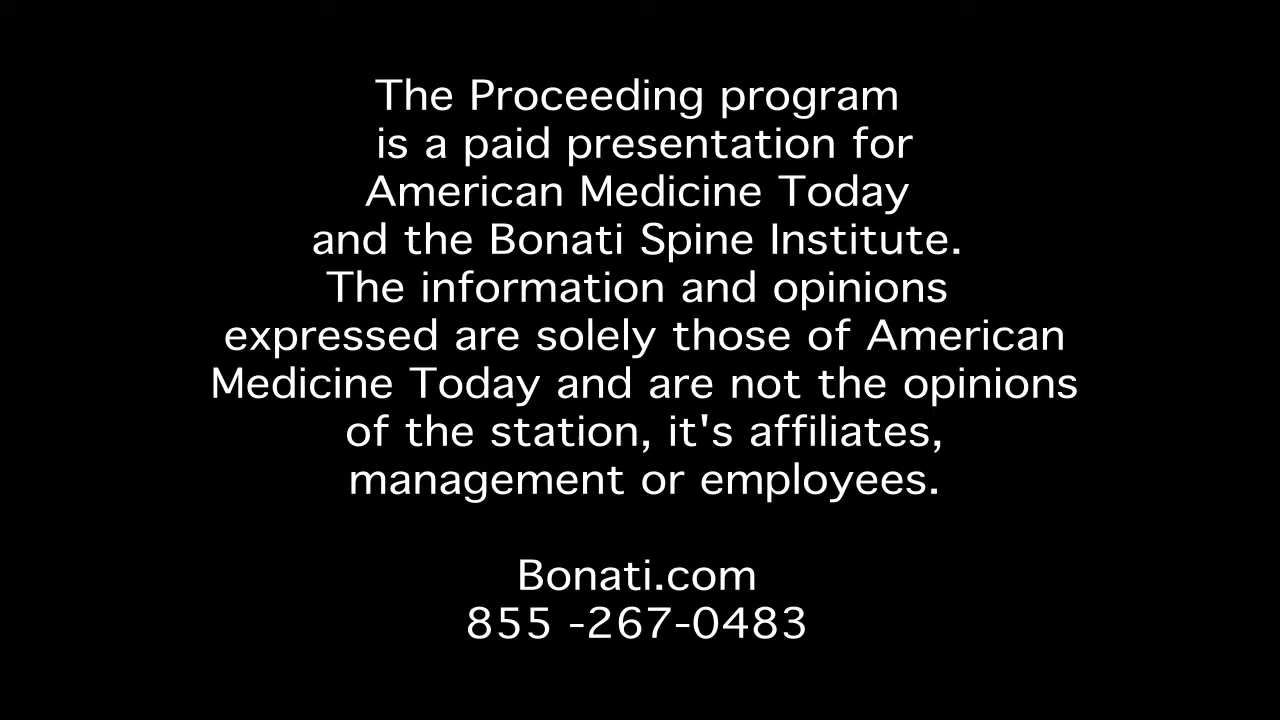 The Proceeding program
is a paid presentation for
American Medicine Today
and the Bonati Spine Institute.
The information and opinions
expressed are solely those of American
Medicine Today and are not the opinions
of the station, it's affiliates,
management or employees.
Bonati.com
855 -267-0483